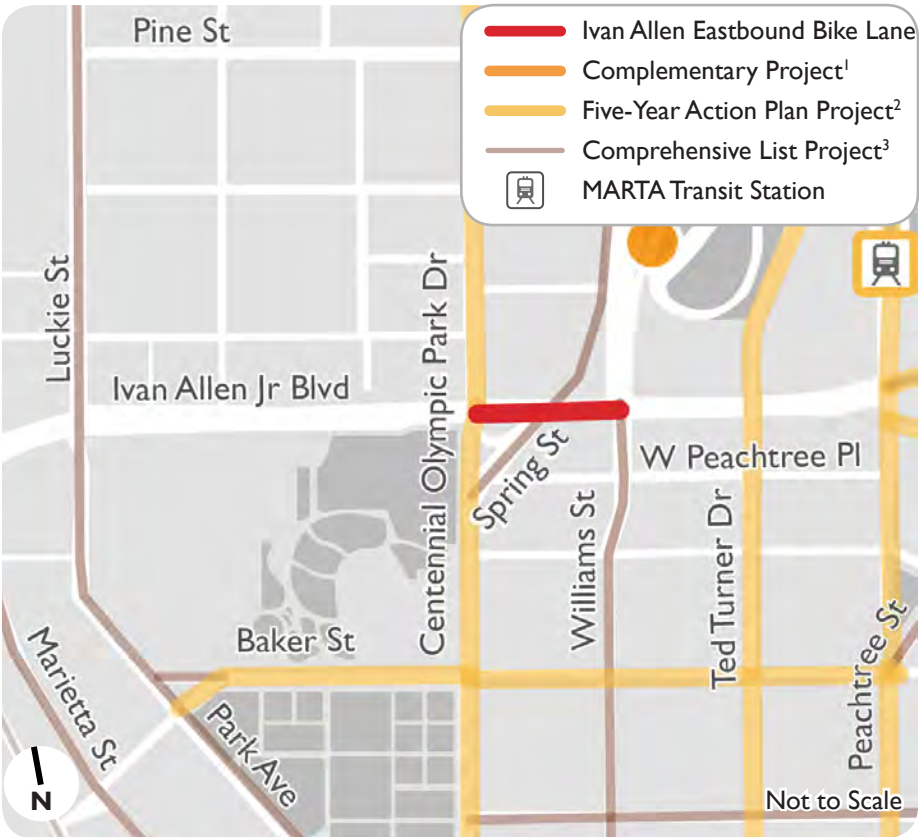 Pine St
Ivan Allen Eastbound Bike Lane
Complementary Project¹
Five-Year Action Plan Project²
Comprehensive List Project³
MARTA Transit Station
Luckie St
Centennial Olympic Park Dr
Ivan Allen Jr Blvd
Spring St
W Peachtree Pl
Williams St
Ted Turner Dr
Peachtree St
Baker St
Marietta St
Park Ave
N
Not to Scale